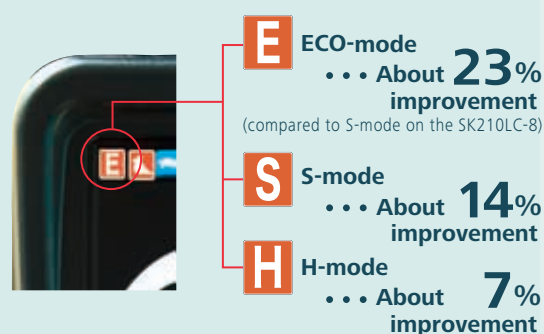 E
ECO-mode
• • • About 23%
improvement
(compared to S-mode on the SK210LC-8)
E
S
S-mode
• • • About 14%
improvement
H
H-mode
• • • About 7%
improvement